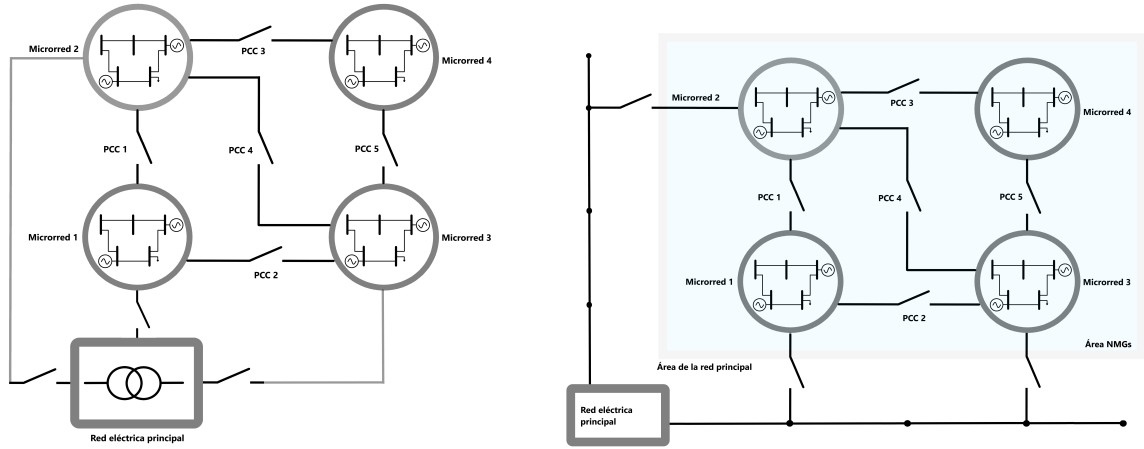 Microrred 2
PCC 3
Microrred 4
PCC 1
PCC 4
PCC 5
Microrred 1
Microrred 3
PCC 2
Red eléctrica principal
Microrred 2
PCC 3
Microrred 4
PCC 1
PCC 4
PCC 5
Microrred 1
Microrred 3
PCC 2
Área NMGs
Área de la red principal
Red eléctrica
principal